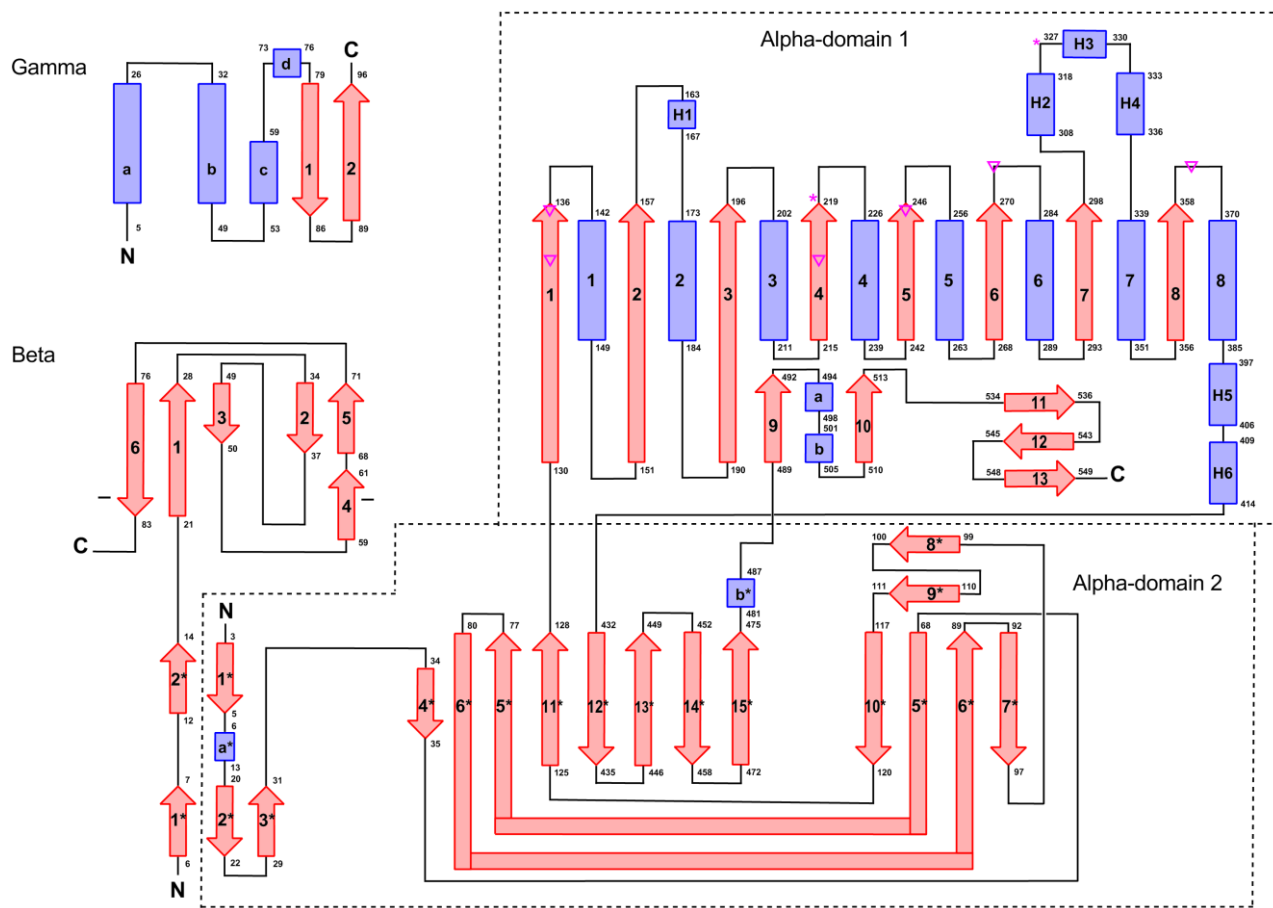 Alpha-domain 1
Gamma
73 76 C
d
26 32 79 96
59
a b c 1 2
5 49 53 86 89
N
* 327 H3 330
318 333
H2 H4
308 336
163
H1
167
136 142 157 173 196 202 * 219 226 246 256 270 284 298 339 358 370
1 1 2 2 3 3 4 4 5 5 6 6 7 7 8 8
149 184 211 215 239 242 263 268 289 293 351 356 385
130 151 190
397
H5
406
409
H6
414
492 494 513
a
498
501
9 b 10
489 505 510
534 11 536
545 12 543
548 13 549 C
Beta
76 28 49 34 71
6 1 3 2 5
50 37 68
61
– 4 –
83 21 59
C
14
2*
12
7
1*
6
N
Alpha-domain 2
N
3
1*
5
6
a*
13
20
2*
22
31
3*
29
34
4*
35
487
b*
481
100 8* 99
111 9* 110
80 77 128 432 449 452 475 117 68 89 92
6* 5* 11* 12* 13* 14* 15* 10* 5* 6* 7*
125 435 446 458 472 120 97